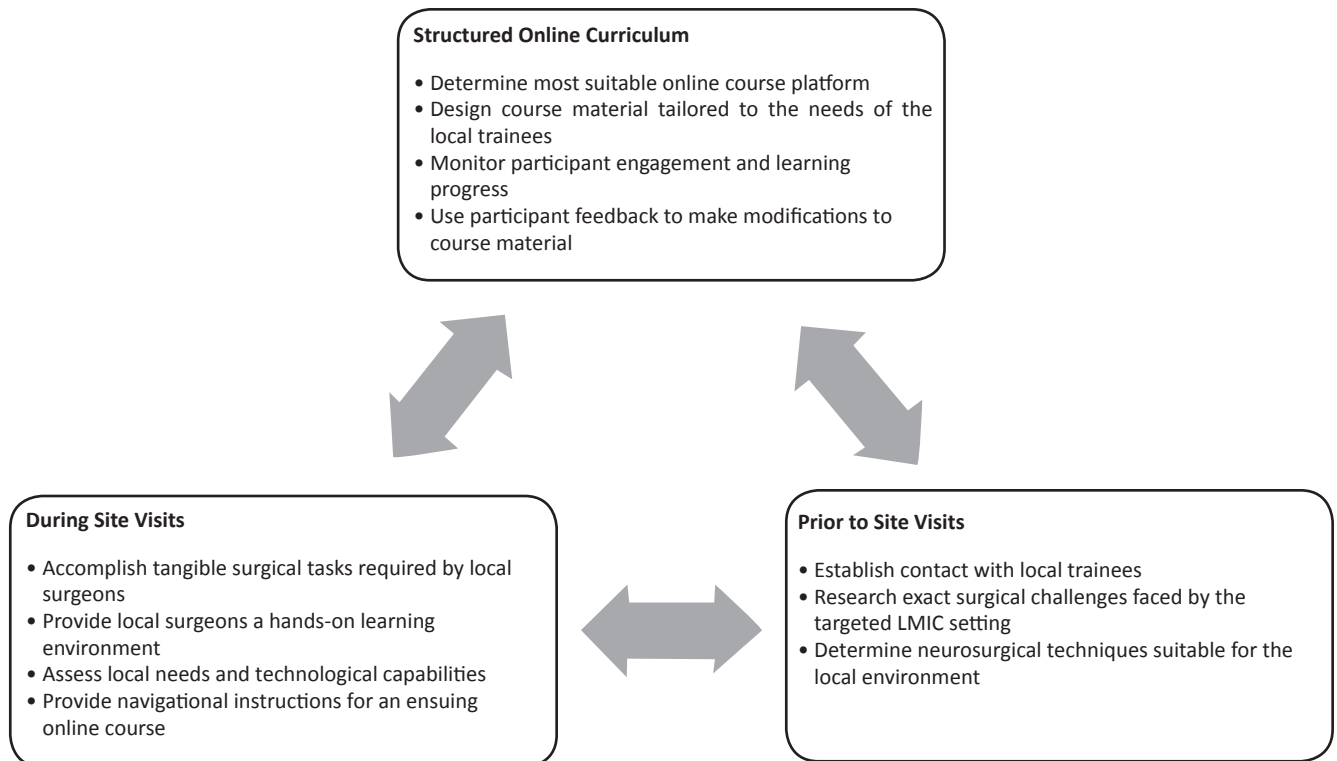 Structured Online Curriculum
• Determine most suitable online course platform
• Design course material tailored to the needs of the
local trainees
• Monitor participant engagement and learning
progress
• Use participant feedback to make modifications to
course material
During Site Visits
• Accomplish tangible surgical tasks required by local
surgeons
• Provide local surgeons a hands-on learning
environment
• Assess local needs and technological capabilities
• Provide navigational instructions for an ensuing
online course
Prior to Site Visits
• Establish contact with local trainees
• Research exact surgical challenges faced by the
targeted LMIC setting
• Determine neurosurgical techniques suitable for the
local environment